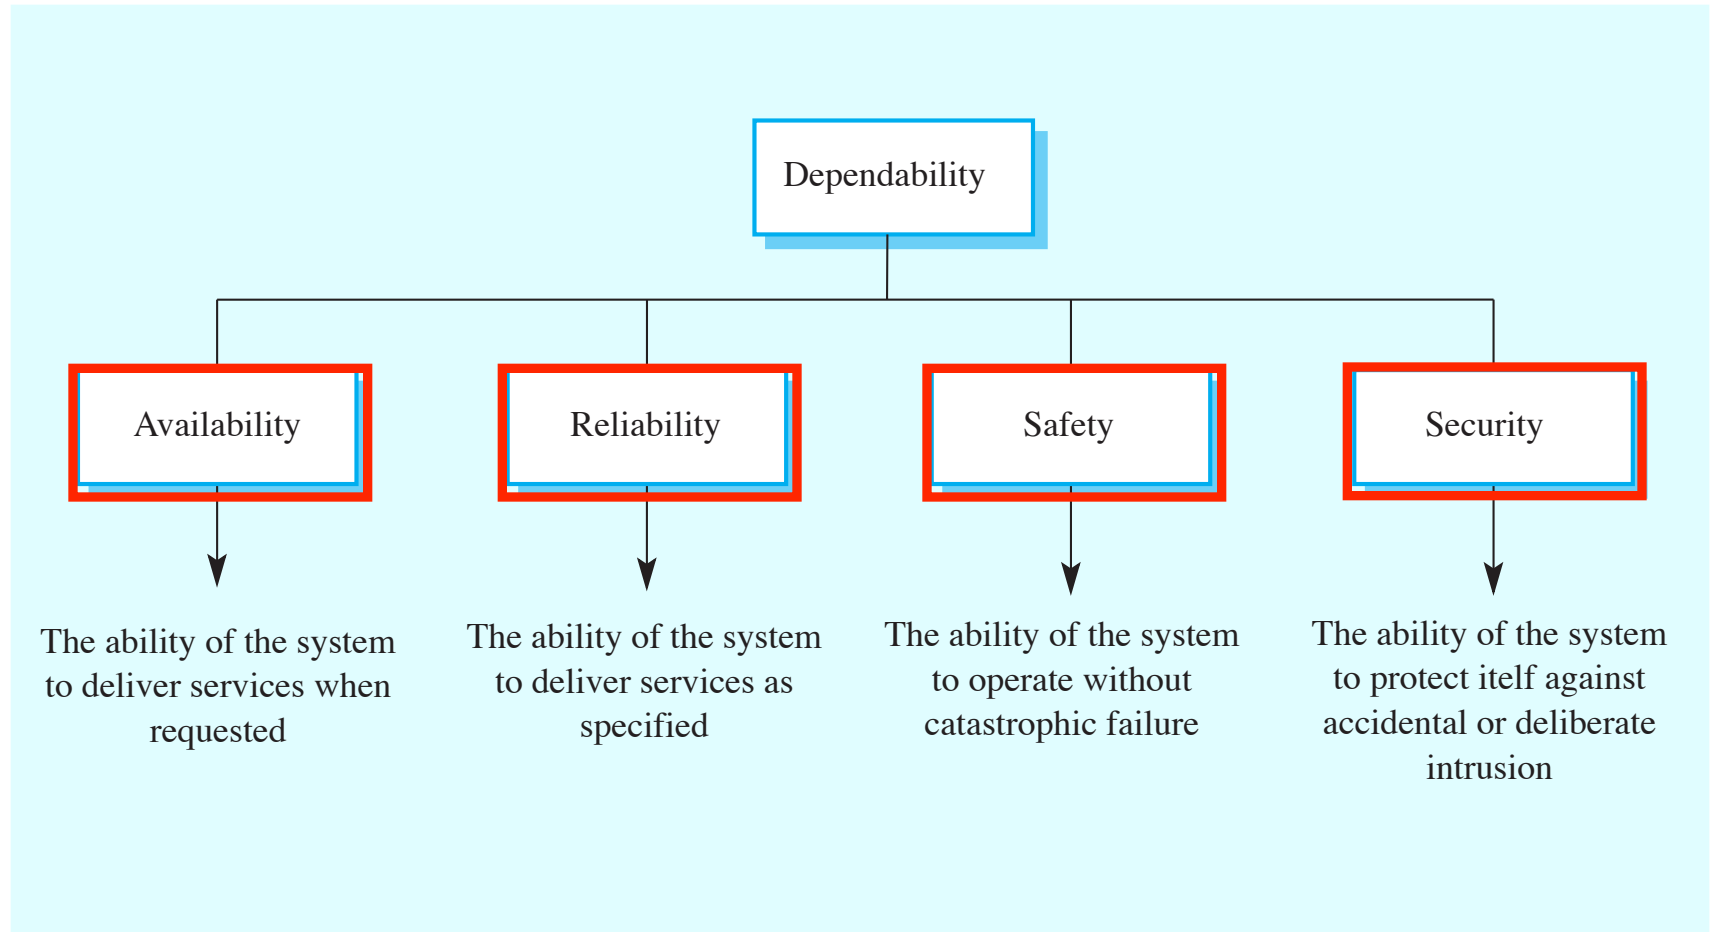 Dependability
Availability
Reliability
Safety
Security
The ability of the system
to deliver services when
requested
The ability of the system
to deliver services as
specified
The ability of the system
to operate without
catastrophic failure
The ability of the system
to protect itelf against
accidental or deliberate
intrusion